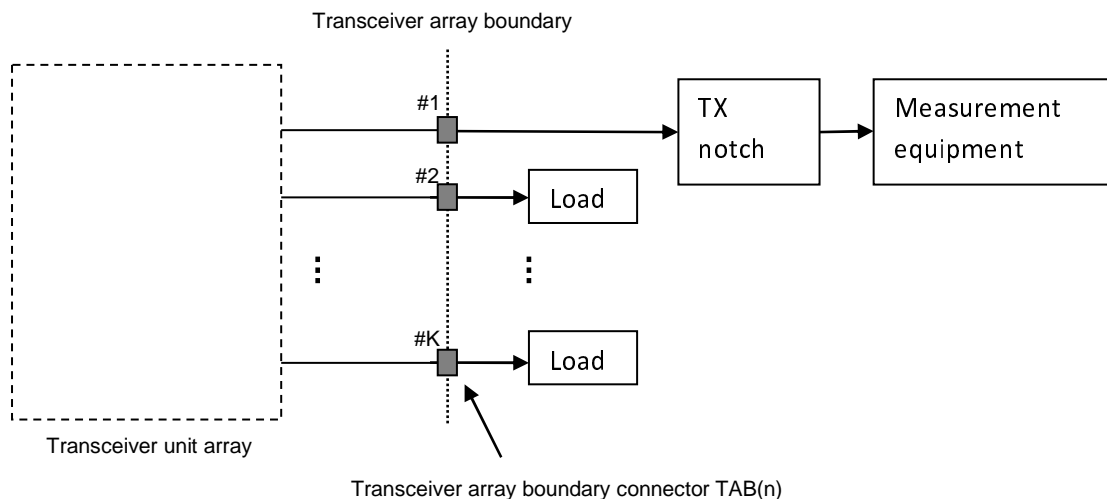 Transceiver array boundary
#1
TX
notch
Measurement
equipment
#2
Load
#K
Load
Transceiver unit array
Transceiver array boundary connector TAB(n)